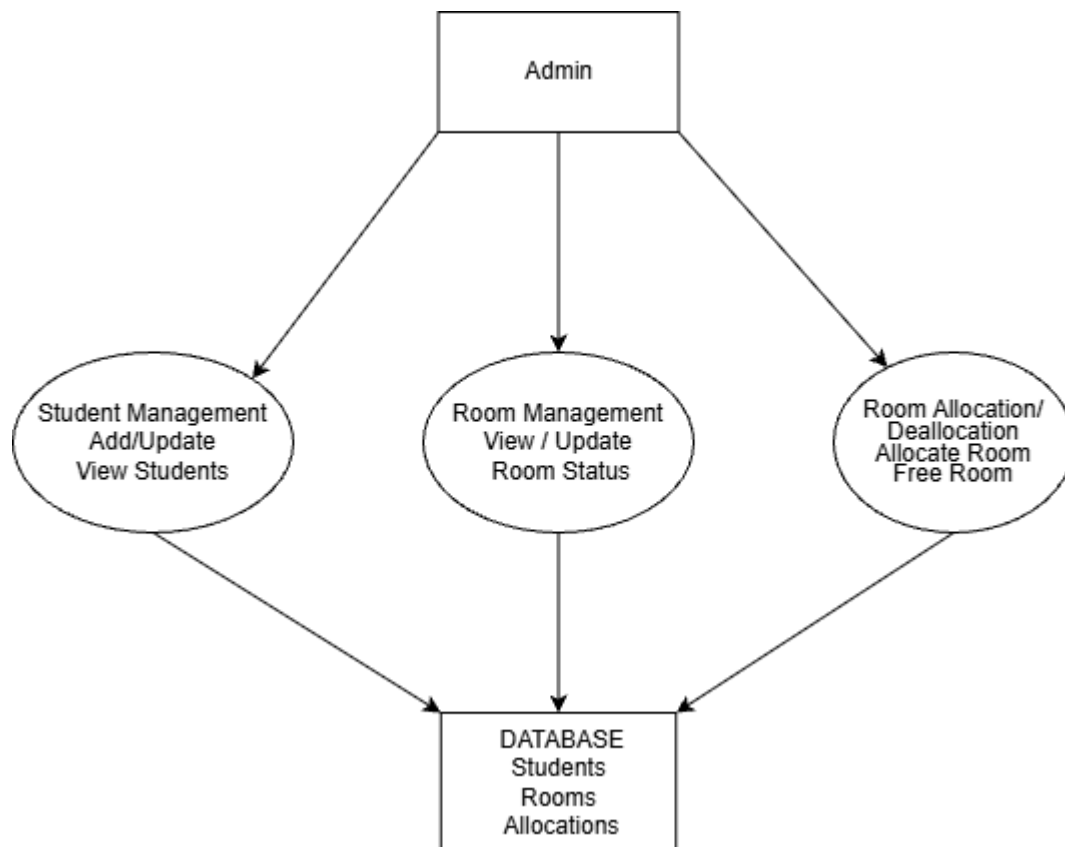 Admin
Student Management
Add/Update
View Students
Room Management
View / Update
Room Status
Room Allocation/
Deallocation
Allocate Room
Free Room
DATABASE
Students
Rooms
Allocations